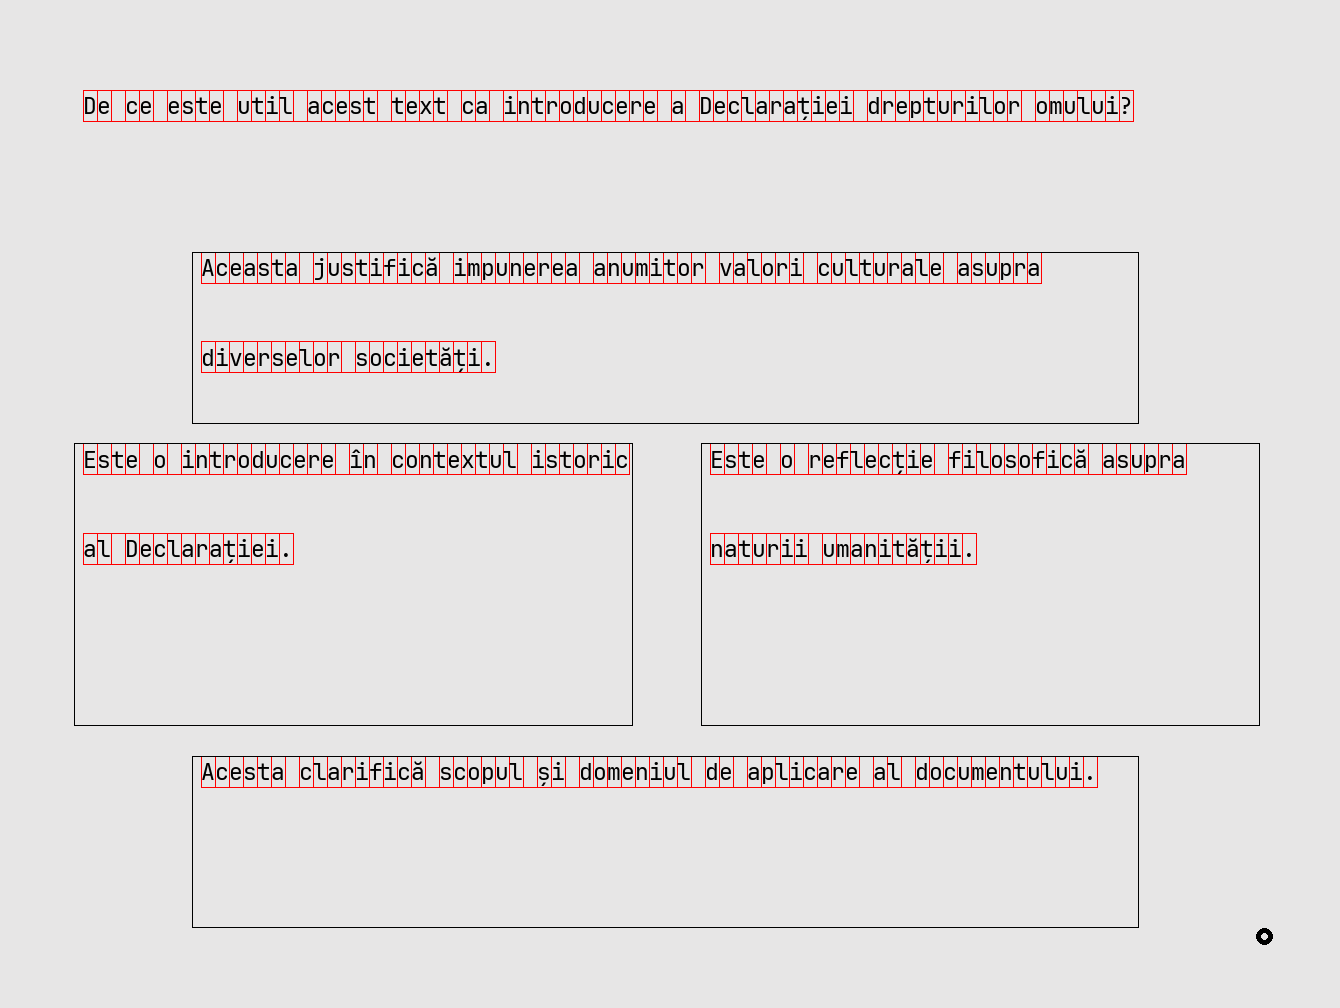 De ce este util acest text ca introducere a Declarației drepturilor omului?
Aceasta justifică impunerea anumitor valori culturale asupra
diverselor societăți.
Este o introducere în contextul istoric
al Declarației.
Este o reflecție filosofică asupra
naturii umanității.
Acesta clarifică scopul și domeniul de aplicare al documentului.